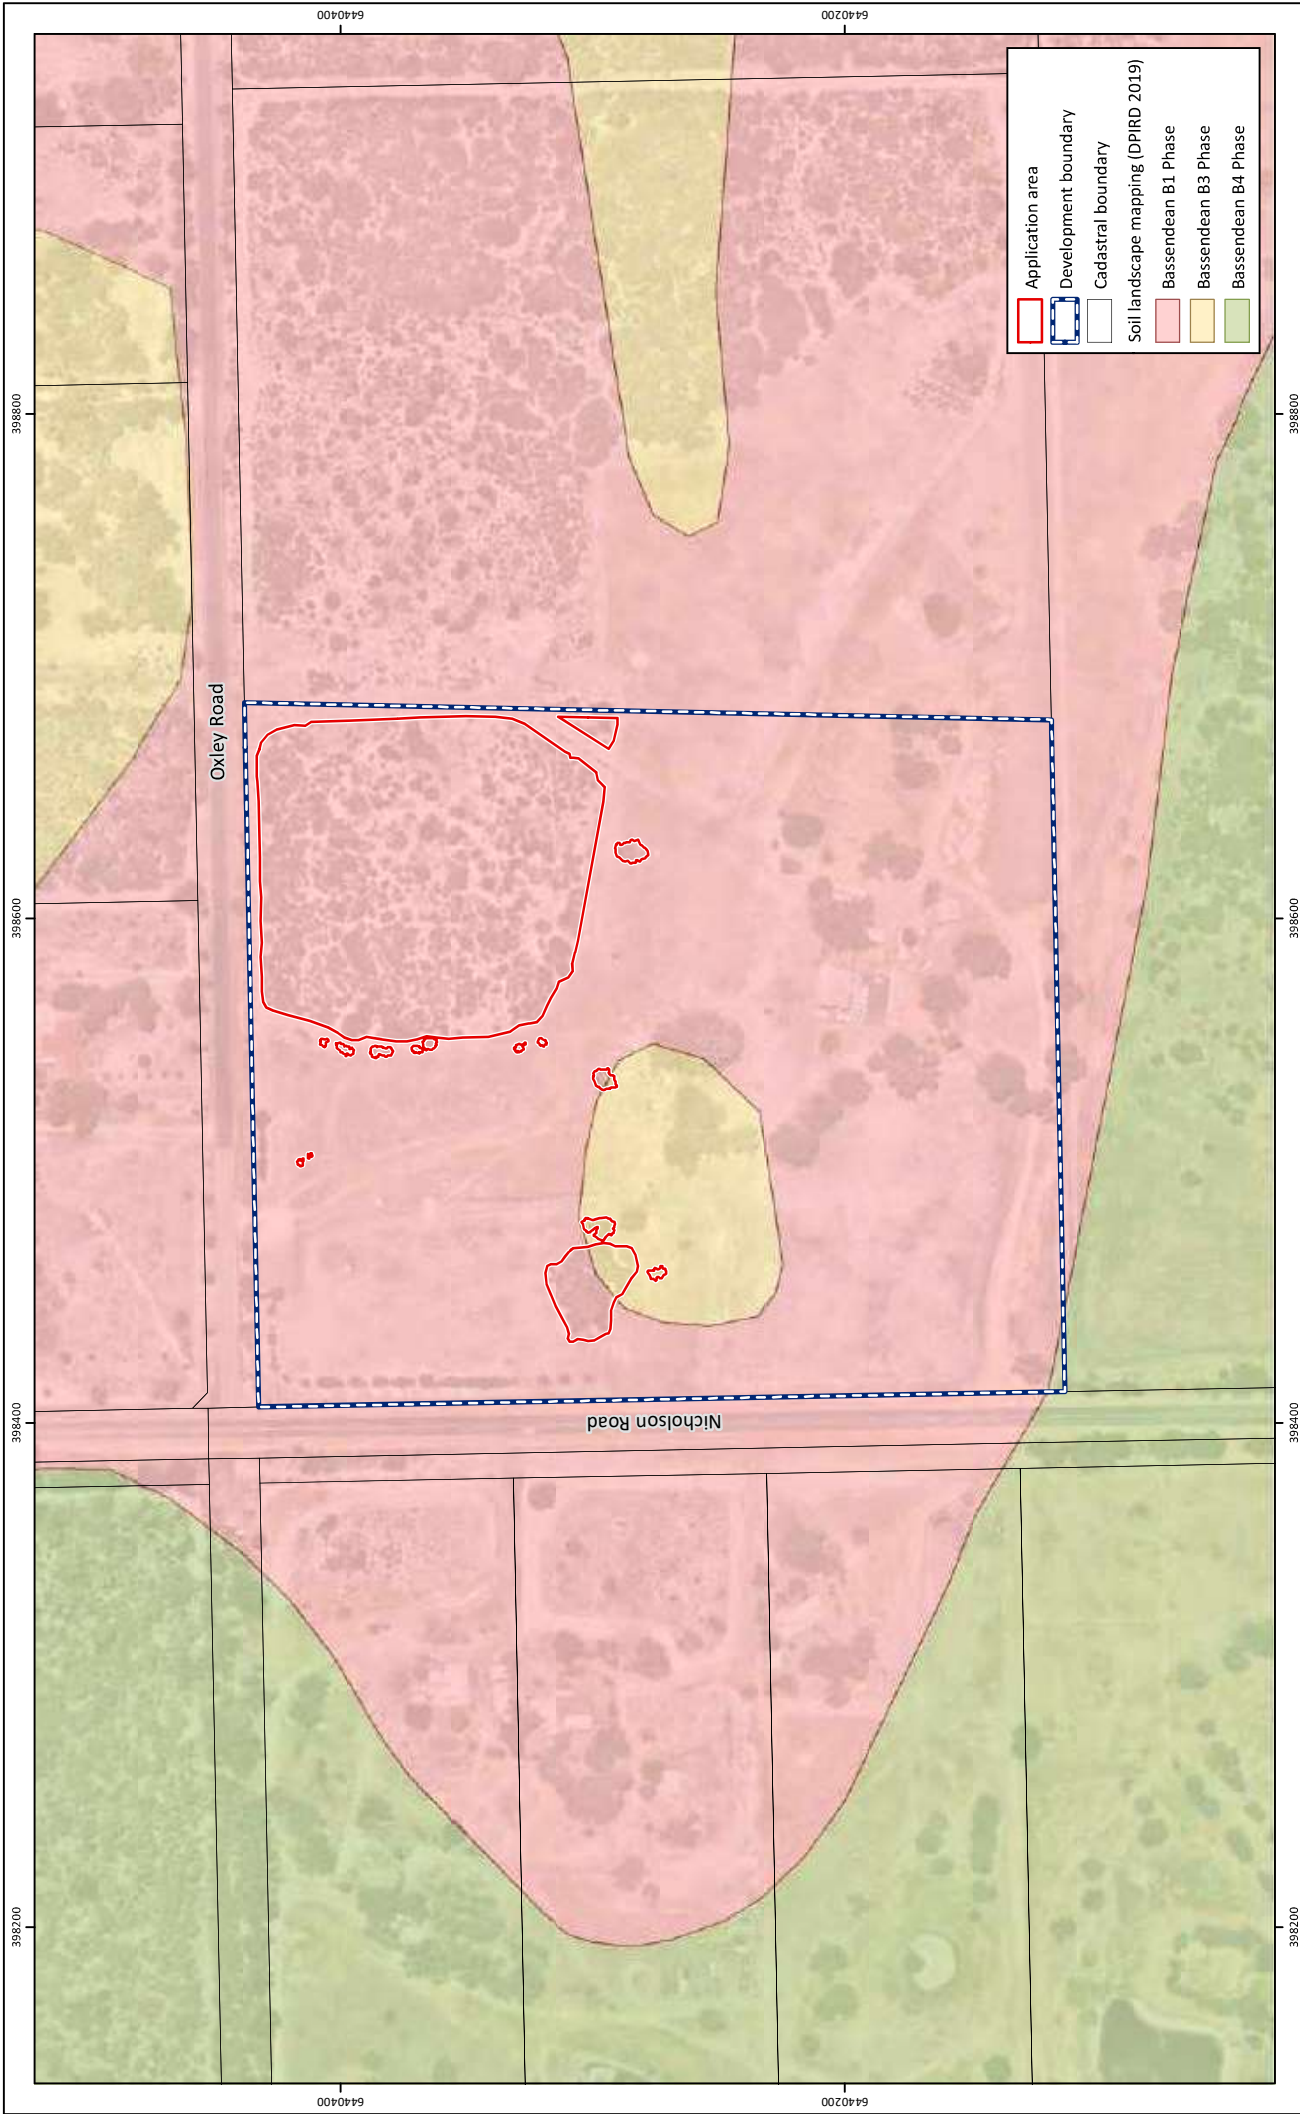 398200
398400
398600
398800
6440400
6440400
Oxley Road
Nicholson Road
6440200
6440200
Application area
Development boundary
Cadastral boundary
Soil landscape mapping (DPIRD 2019)
Bassendean B1 Phase
Bassendean B3 Phase
Bassendean B4 Phase
398200
398400
398600
398800